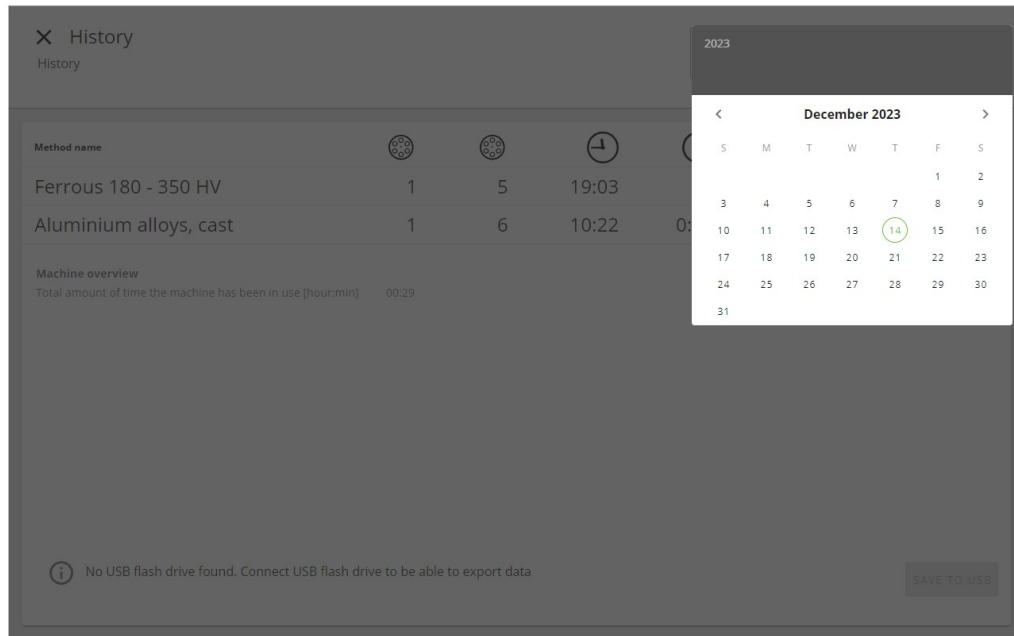 History
History
2023
December 2023
S M T W T F S
1 2
3 4 5 6 7 8 9
10 11 12 13 14 15 16
17 18 19 20 21 22 23
24 25 26 27 28 29 30
31
Method name
Ferrous 180 - 350 HV 1 5 19:03
Aluminium alloys, cast 1 6 10:22 0:
Machine overview
Total amount of time the machine has been in use [hour:min] 00:29
No USB flash drive found. Connect USB flash drive to be able to export data
SAVE TO USB